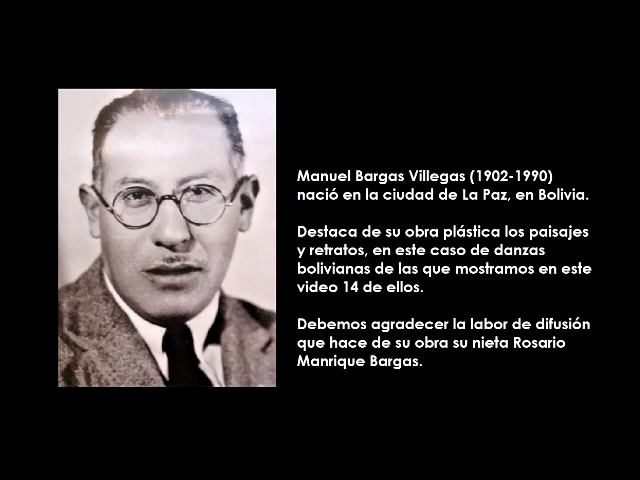 Manuel Bargas Villegas (1902-1990)
nació en la ciudad de La Paz, en Bolivia.
Destaca de su obra plástica los paisajes
y retratos, en este caso de danzas
bolivianas de las que mostramos en este
video 14 de ellos.
Debemos agradecer la labor de difusión
que hace de su obra su nieta Rosario
Manrique Bargas.